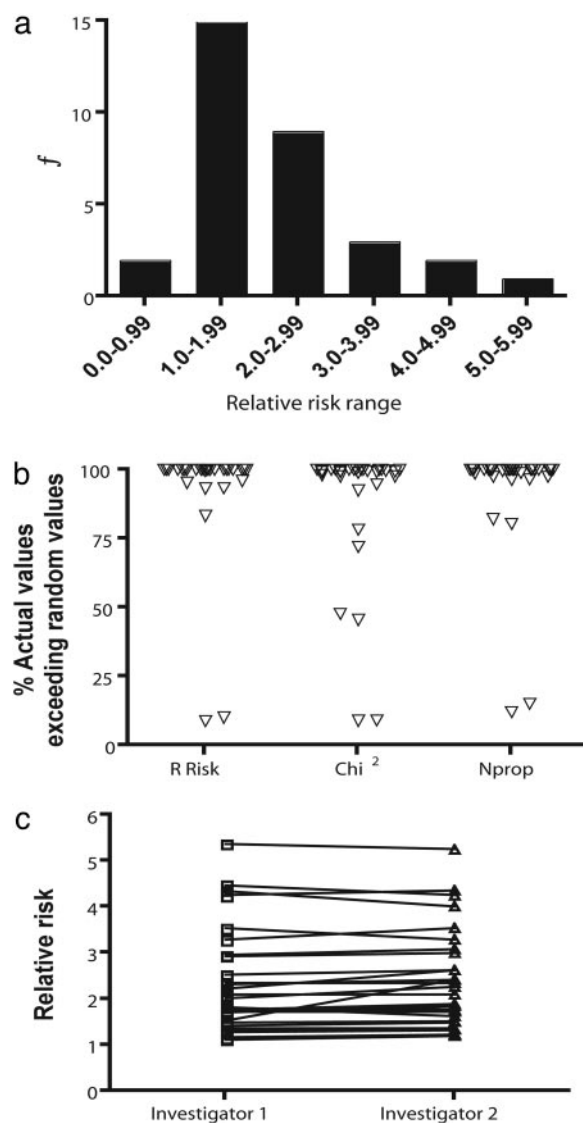 a
15
10
5
0
f
0.0-0.99
1.0-1.99
2.0-2.99
3.0-3.99
4.0-4.99
5.0-5.99
Relative risk range
b
100
75
50
25
0
% Actual values
exceeding random values
R Risk
Chi 2
Nprop
c
6
5
4
3
2
1
0
Relative risk
Investigator 1
Investigator 2